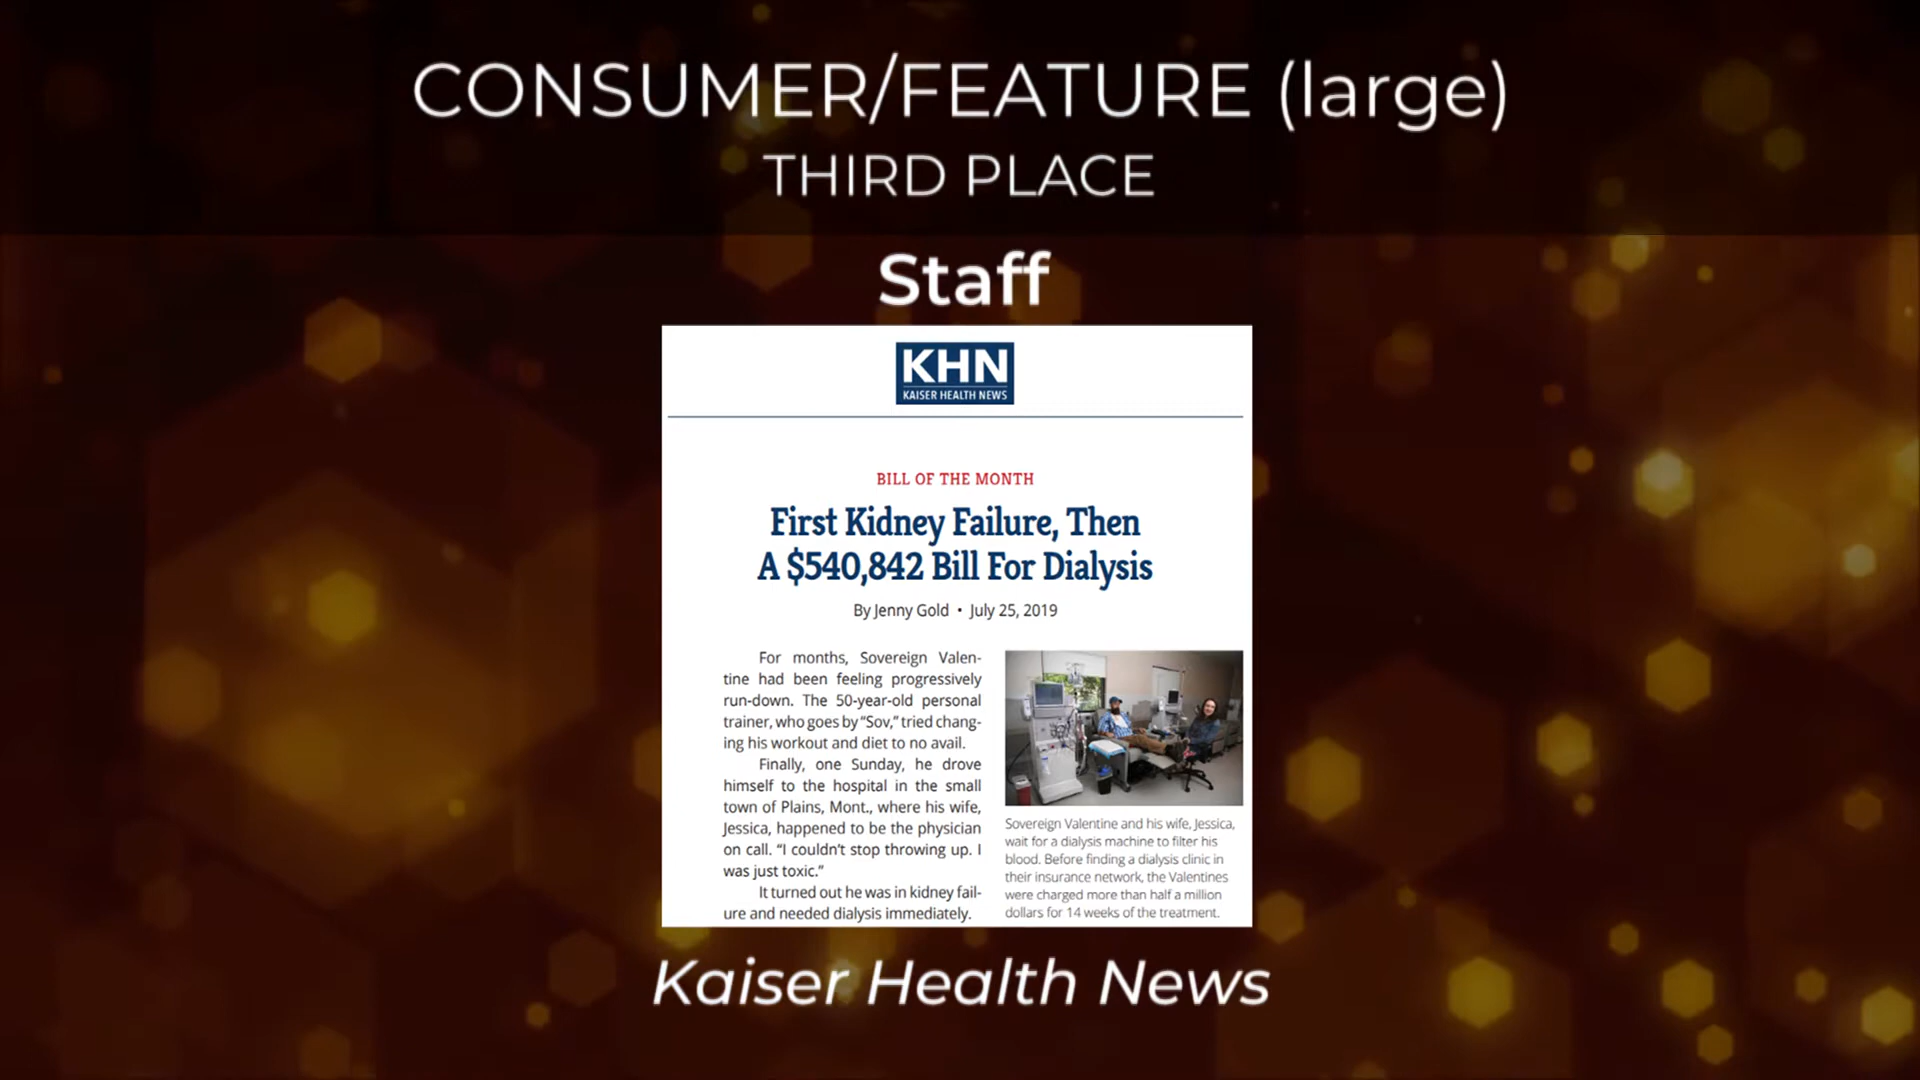 CONSUMER/FEATURE (large)
THIRD PLACE
Staff
KHN
KAISER HEALTH NEWS
BILL OF THE MONTH
First Kidney Failure, Then
A $540,842 Bill For Dialysis
By Jenny Gold • July 25, 2019
For months, Sovereign Valen-
tine had been feeling progressively
run-down. The 50-year-old personal
trainer, who goes by “Sov,” tried chang-
ing his workout and diet to no avail.
Finally, one Sunday, he drove
himself to the hospital in the small
town of Plains, Mont., where his wife,
Jessica, happened to be the physician
on call. “I couldn’t stop throwing up. I
was just toxic.”
It turned out he was in kidney fail-
ure and needed dialysis immediately.
Sovereign Valentine and his wife, Jessica,
wait for a dialysis machine to filter his
blood. Before finding a dialysis clinic in
their insurance network, the Valentines
were charged more than half a million
dollars for 14 weeks of the treatment.
Kaiser Health News